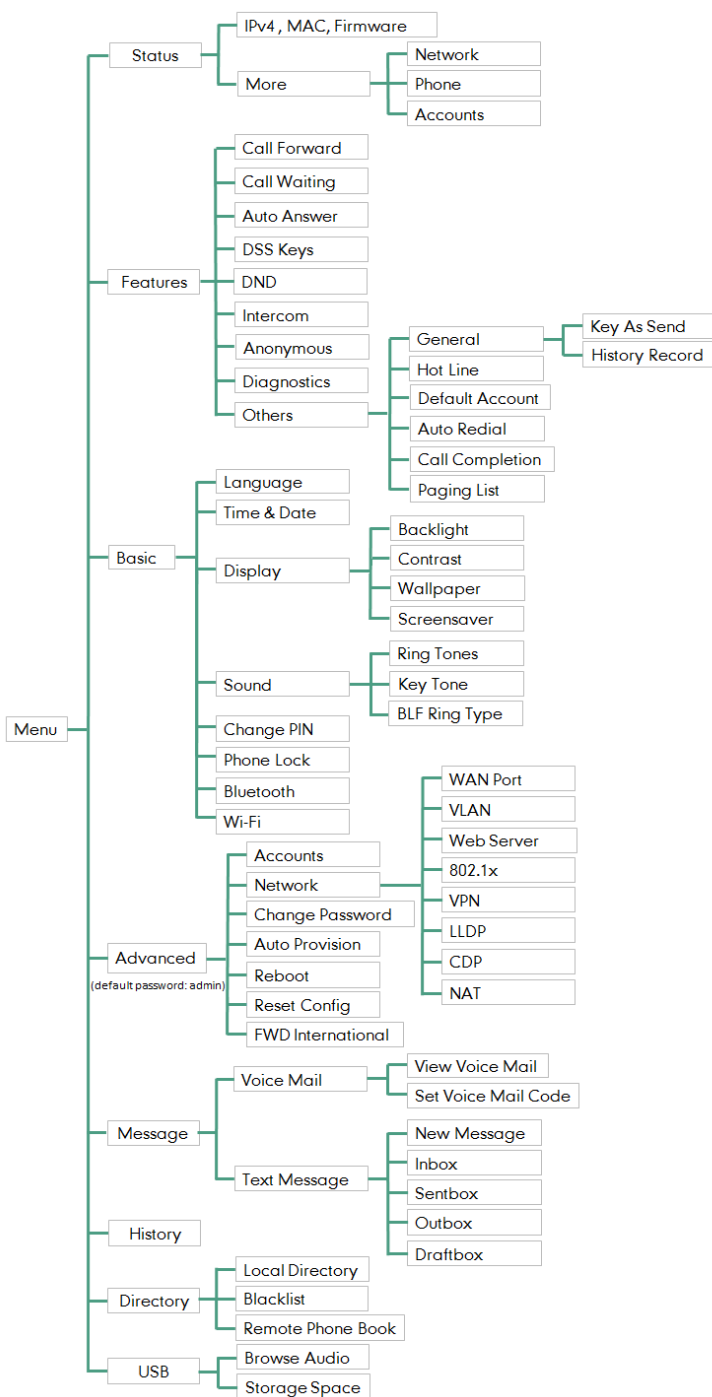 Menu
Status
IPv4 , MAC, Firmware
More
Network
Phone
Accounts
Features
Call Forward
Call Waiting
Auto Answer
DSS Keys
DND
Intercom
Anonymous
Diagnostics
Others
General
Key As Send
History Record
Hot Line
Default Account
Auto Redial
Call Completion
Paging List
Basic
Language
Time & Date
Display
Backlight
Contrast
Wallpaper
Screensaver
Sound
Ring Tones
Key Tone
BLF Ring Type
Change PIN
Phone Lock
Bluetooth
Wi-Fi
Advanced
(default password: admin)
Accounts
Network
WAN Port
VLAN
Web Server
802.1x
VPN
LLDP
CDP
NAT
Change Password
Auto Provision
Reboot
Reset Config
FWD International
Message
Voice Mail
View Voice Mail
Set Voice Mail Code
Text Message
New Message
Inbox
Sentbox
Outbox
Draftbox
History
Directory
Local Directory
Blacklist
Remote Phone Book
USB
Browse Audio
Storage Space